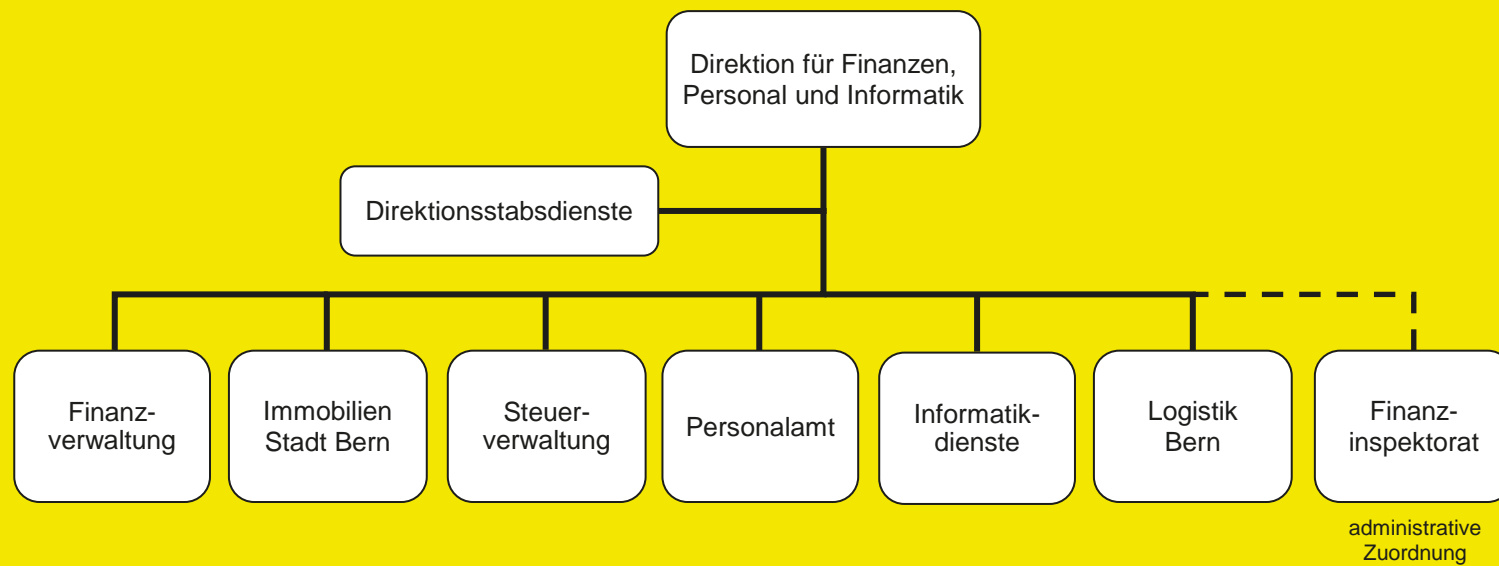 Direktion für Finanzen,
Personal und Informatik
Direktionsstabsdienste
Finanz-
verwaltung
Immobilien
Stadt Bern
Steuer-
verwaltung
Personalamt
Informatik-
dienste
Logistik
Bern
Finanz-
inspektorat
administrative
Zuordnung